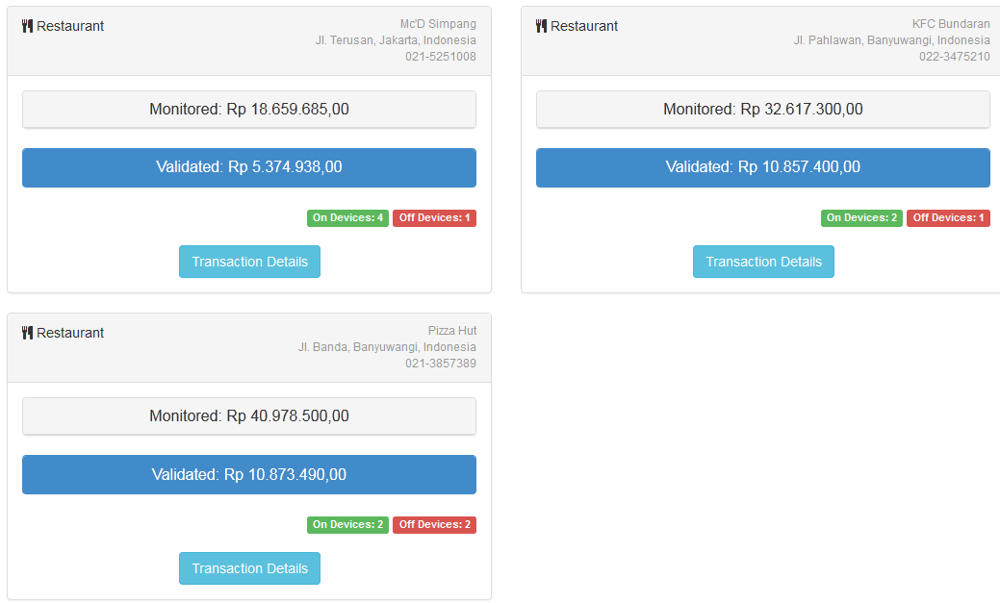 Restaurant
Mc'D Simpang
Jl. Terusan, Jakarta, Indonesia
021-5251008
Monitored: Rp 18.659.685,00
Validated: Rp 5.374.938,00
On Devices: 4 Off Devices: 1
Transaction Details
Restaurant
KFC Bundaran
Jl. Pahlawan, Banyuwangi, Indonesia
022-3475210
Monitored: Rp 32.617.300,00
Validated: Rp 10.857.400,00
On Devices: 2 Off Devices: 1
Transaction Details
Restaurant
Pizza Hut
Jl. Banda, Banyuwangi, Indonesia
021-3857389
Monitored: Rp 40.978.500,00
Validated: Rp 10.873.490,00
On Devices: 2 Off Devices: 2
Transaction Details